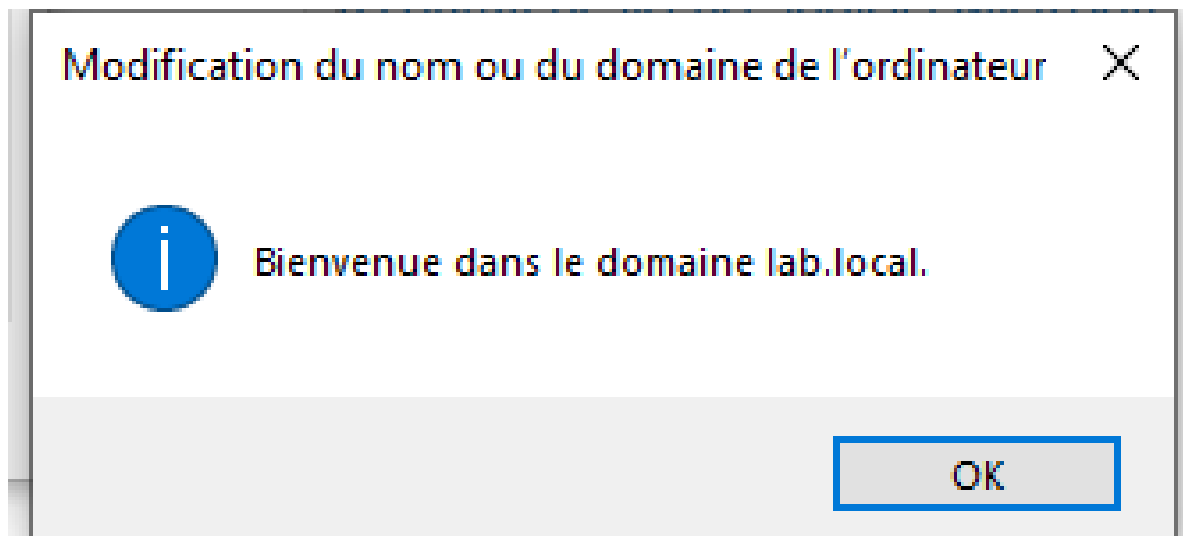 Modification du nom ou du domaine de l'ordinateur
Bienvenue dans le domaine lab.local.
OK